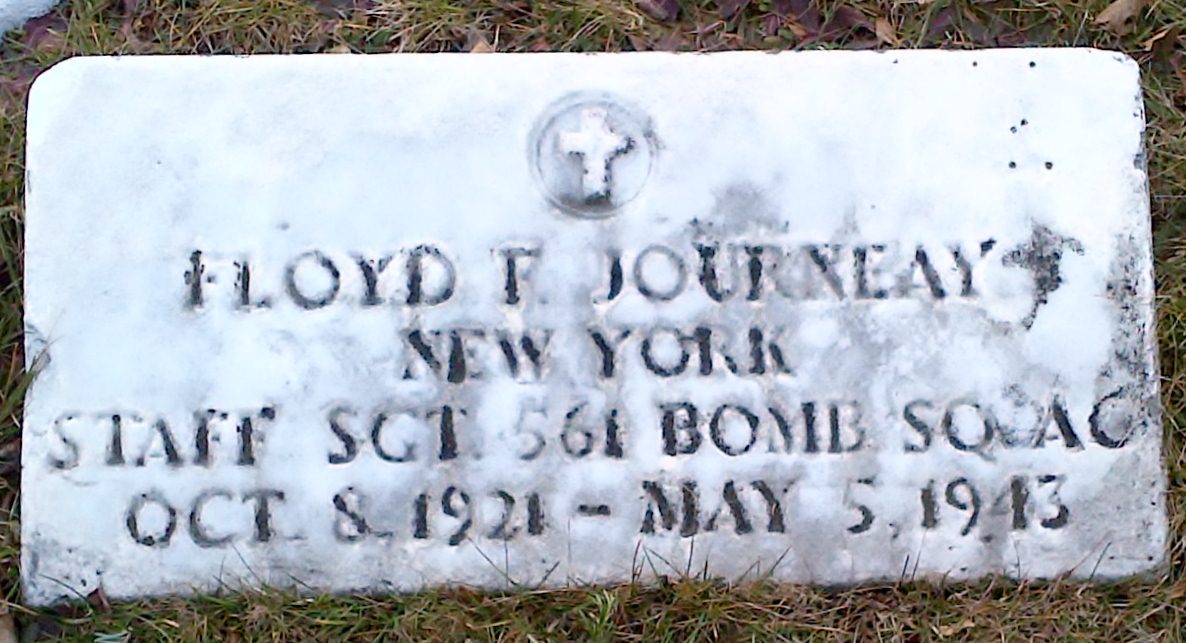 FLOYD F. JOURNEAY
NEW YORK
STAFF SGT. 561 BOMB SQ. AC
OCT. 8, 1921 - MAY 5, 1943